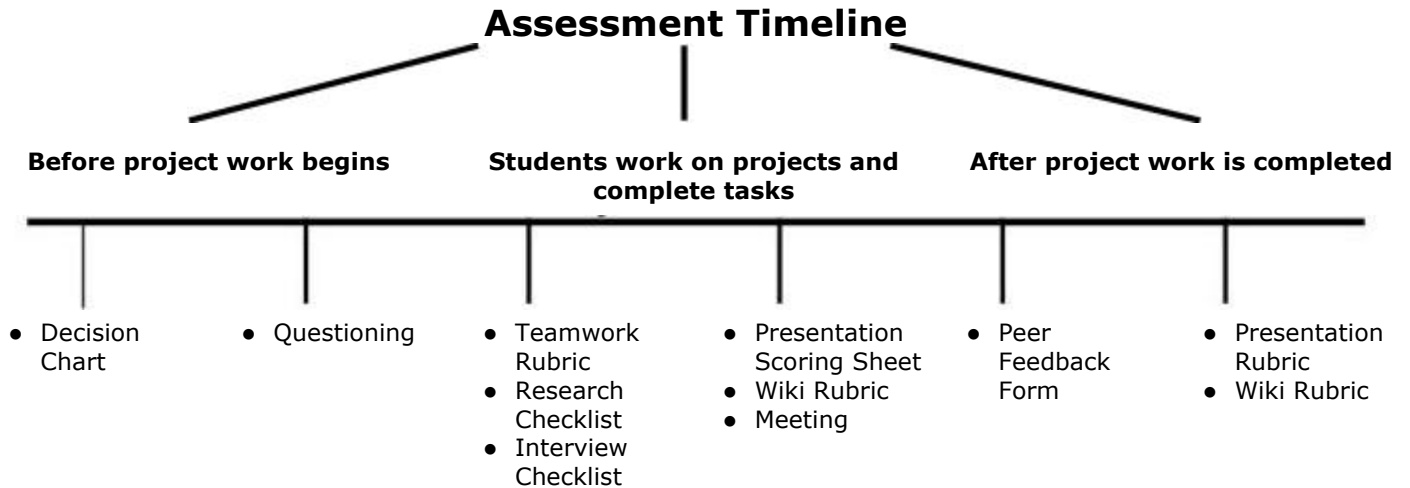 Assessment Timeline
Before project work begins
Students work on projects and
complete tasks
After project work is completed
● Decision
Chart
● Questioning
● Teamwork
Rubric
● Research
Checklist
● Interview
Checklist
● Presentation
Scoring Sheet
● Wiki Rubric
● Meeting
● Peer
Feedback
Form
● Presentation
Rubric
● Wiki Rubric